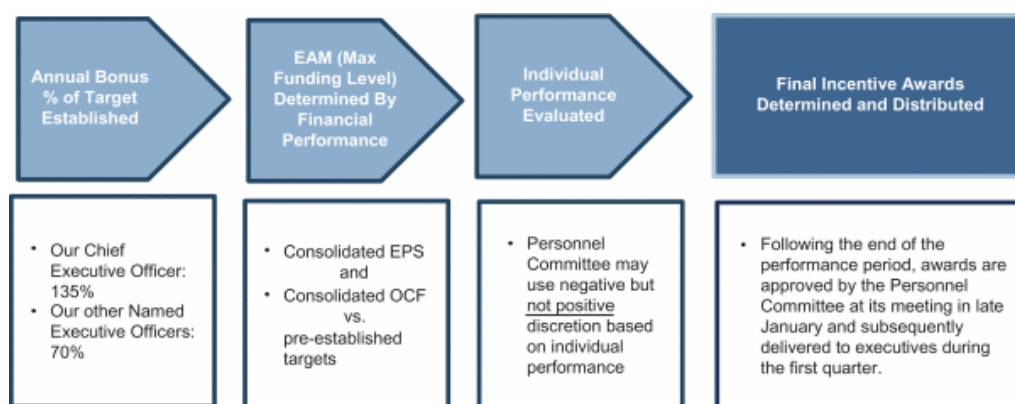 Annual Bonus
% of Target
Established
EAM (Max
Funding Level)
Determined By
Financial
Performance
Individual
Performance
Evaluated
Final Incentive Awards
Determined and Distributed
• Our Chief
Executive Officer:
135%
• Our other Named
Executive Officers:
70%
• Consolidated EPS
and
• Consolidated OCF
vs.
pre-established
targets
• Personnel
Committee may
use negative but
not positive
discretion based
on individual
performance
• Following the end of the
performance period, awards are
approved by the Personnel
Committee at its meeting in late
January and subsequently
delivered to executives during
the first quarter.